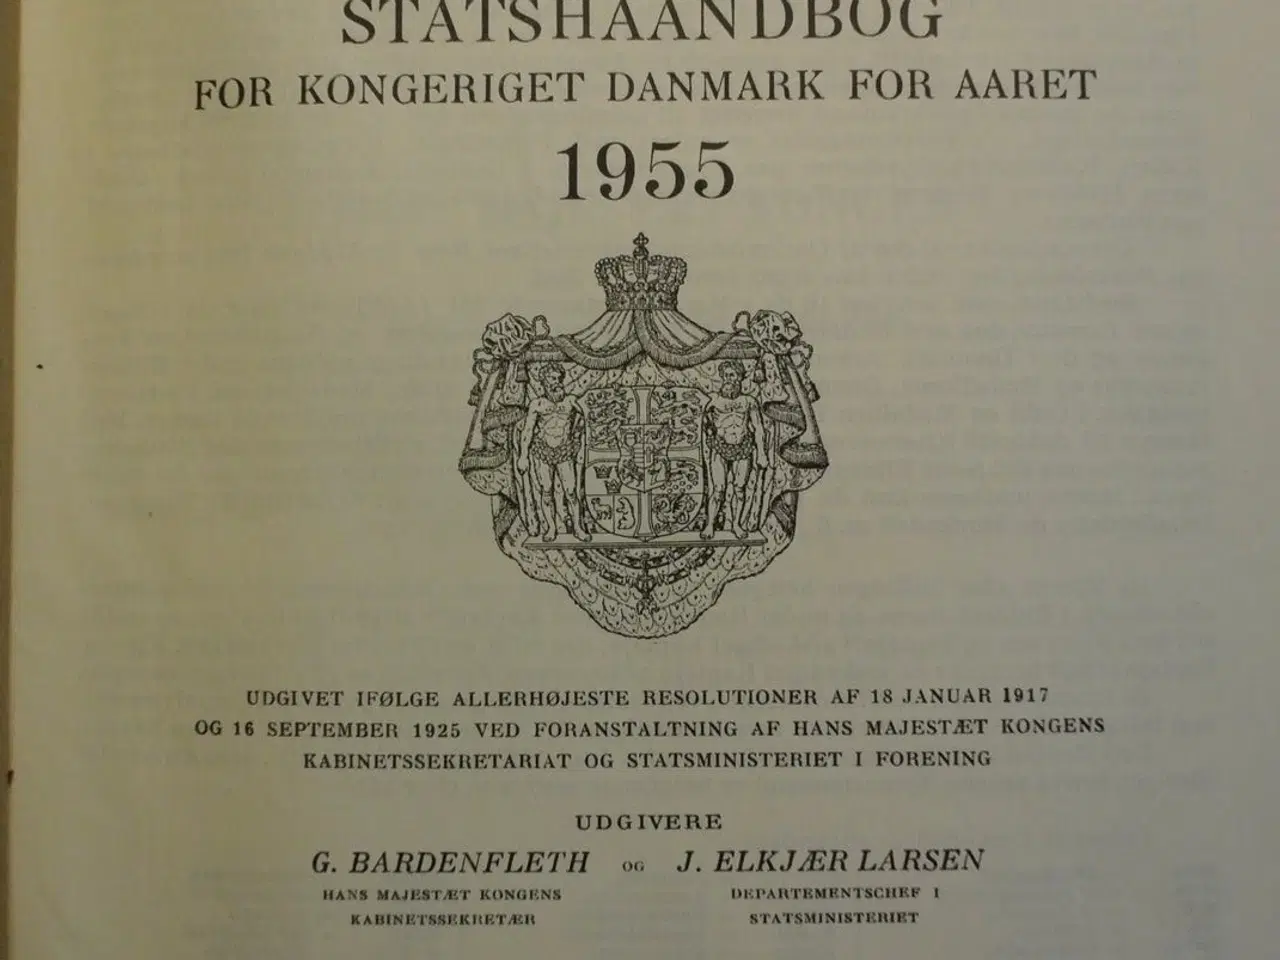 STATSHAANDBOG
FOR KONGERIGET DANMARK FOR AARET
1955
UDGIVET IFØLGE ALLERHØJESTE RESOLUTIONER AF 18 JANUAR 1917
OG 16 SEPTEMBER 1925 VED FORANSTALTNING AF HANS MAJESTÆT KONGENS
KABINETSSEKRETARIAT OG STATSMINISTERIET I FORENING
UDGIVERE
G. BARDENFLETH OG J. ELKJÆR LARSEN
HANS MAJESTÆT KONGENS DEPARTEMENTSCHEF I
KABINETSSEKRETÆR STATSMINISTERIET